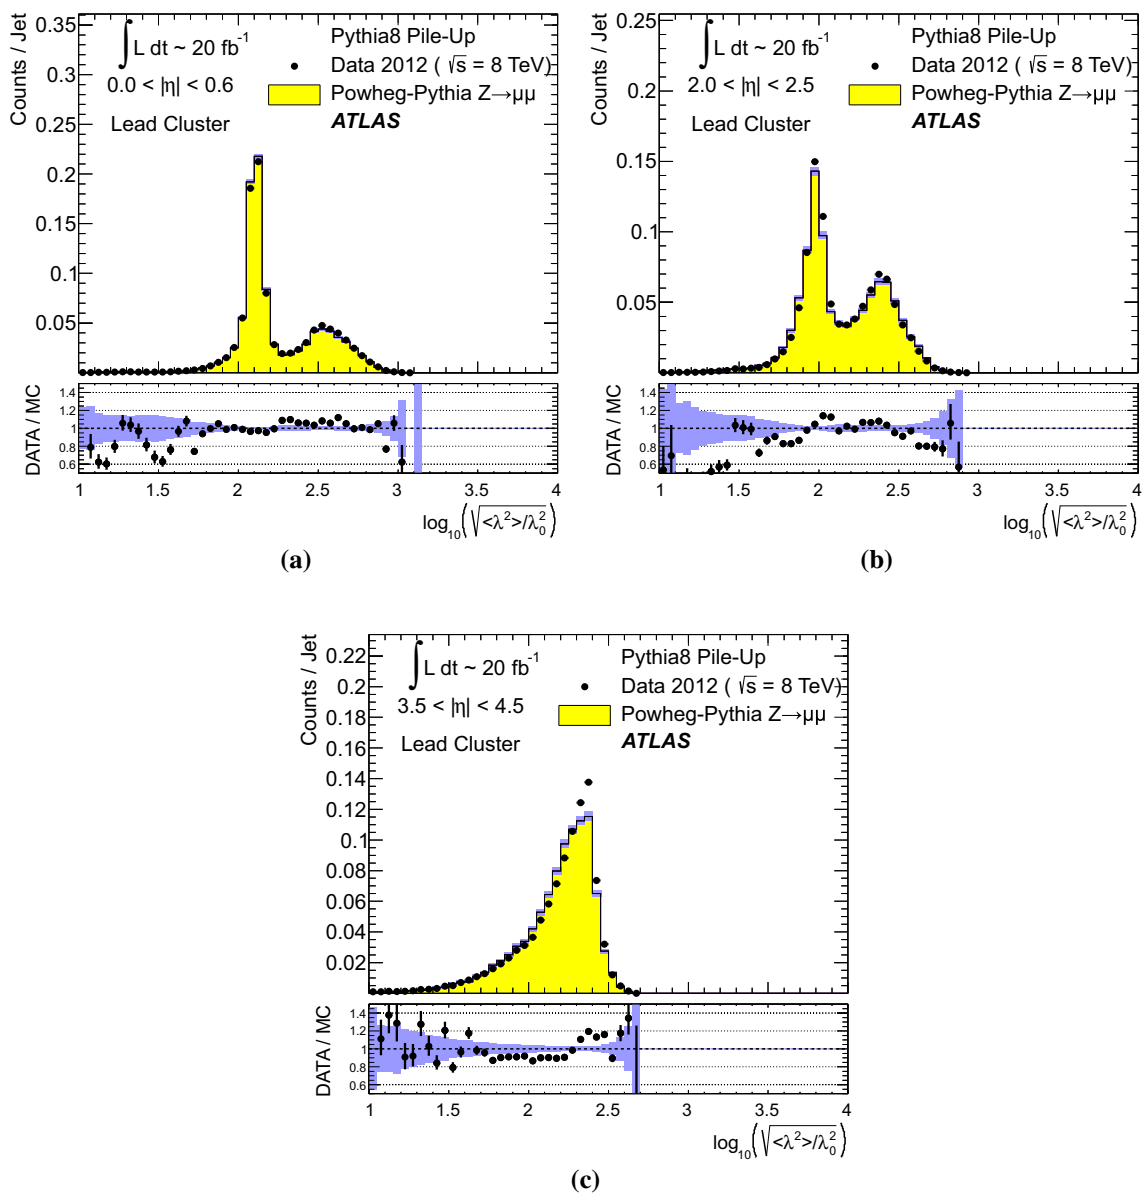 Counts / Jet
0.35
0.3
0.25
0.2
0.15
0.1
0.05
∫ L dt ~ 20 fb⁻¹
0.0 < |η| < 0.6
Lead Cluster
Pythia8 Pile-Up
Data 2012 ( √s = 8 TeV)
Powheg-Pythia Z→μμ
ATLAS
DATA / MC
1.4
1.2
1
0.8
0.6
1 1.5 2 2.5 3 3.5 4
log₁₀(√<λ²>/λ₀²)
(a)
Counts / Jet
0.25
0.2
0.15
0.1
0.05
∫ L dt ~ 20 fb⁻¹
2.0 < |η| < 2.5
Lead Cluster
Pythia8 Pile-Up
Data 2012 ( √s = 8 TeV)
Powheg-Pythia Z→μμ
ATLAS
DATA / MC
1.4
1.2
1
0.8
0.6
1 1.5 2 2.5 3 3.5 4
log₁₀(√<λ²>/λ₀²)
(b)
Counts / Jet
0.22
0.2
0.18
0.16
0.14
0.12
0.1
0.08
0.06
0.04
0.02
∫ L dt ~ 20 fb⁻¹
3.5 < |η| < 4.5
Lead Cluster
Pythia8 Pile-Up
Data 2012 ( √s = 8 TeV)
Powheg-Pythia Z→μμ
ATLAS
DATA / MC
1.4
1.2
1
0.8
0.6
1 1.5 2 2.5 3 3.5 4
log₁₀(√<λ²>/λ₀²)
(c)